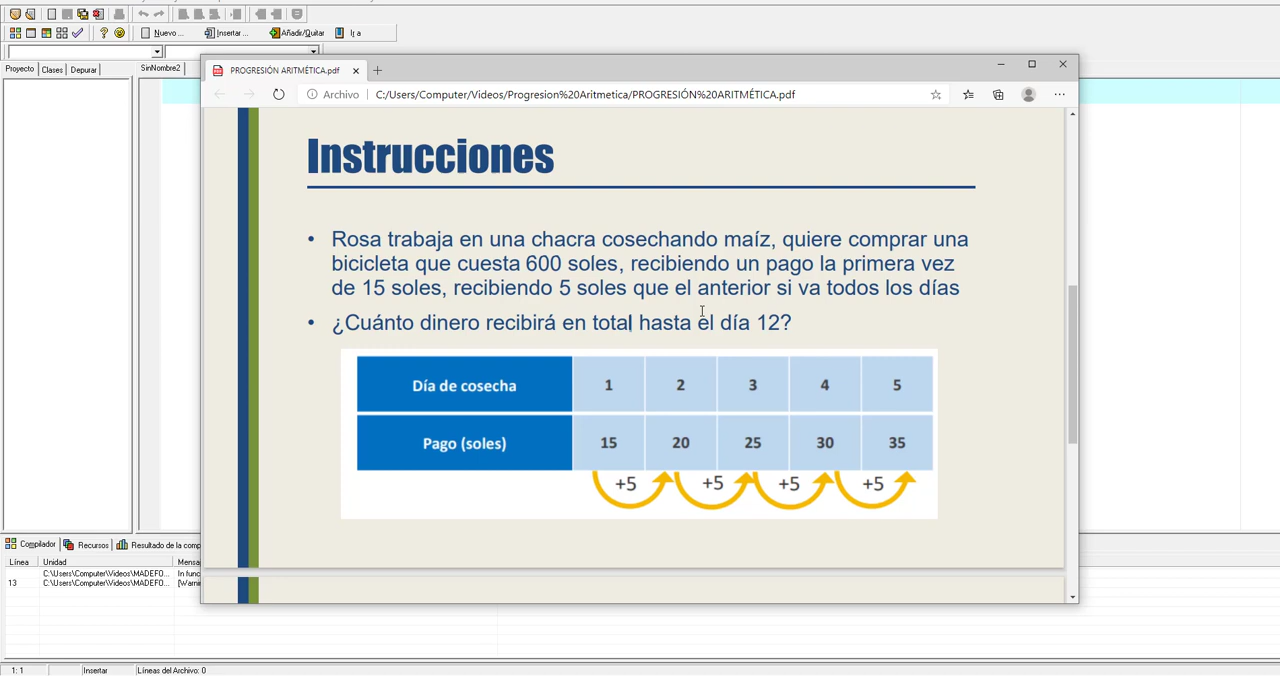 Nuevo...
Insertar...
Añadir/Quitar
Ir a
Proyecto
Clases
Depurar
SinNombre2
PROGRESIÓN ARITMÉTICA.pdf
Archivo
C:/Users/Computer/Videos/Progresion%20Aritmetica/PROGRESIÓN%20ARITMÉTICA.pdf
Instrucciones
• Rosa trabaja en una chacra cosechando maíz, quiere comprar una
bicicleta que cuesta 600 soles, recibiendo un pago la primera vez
de 15 soles, recibiendo 5 soles que el anterior si va todos los días
• ¿Cuánto dinero recibirá en total hasta el día 12?
Día de cosecha 1 2 3 4 5
Pago (soles) 15 20 25 30 35
+5 +5 +5 +5
Compilador
Recursos
Resultado de la comp
Línea Unidad Mensa
C:\Users\Computer\Videos\MADEFO... In func
13 C:\Users\Computer\Videos\MADEFO... [Warni
1: 1 Insertar Líneas del Archivo: 0